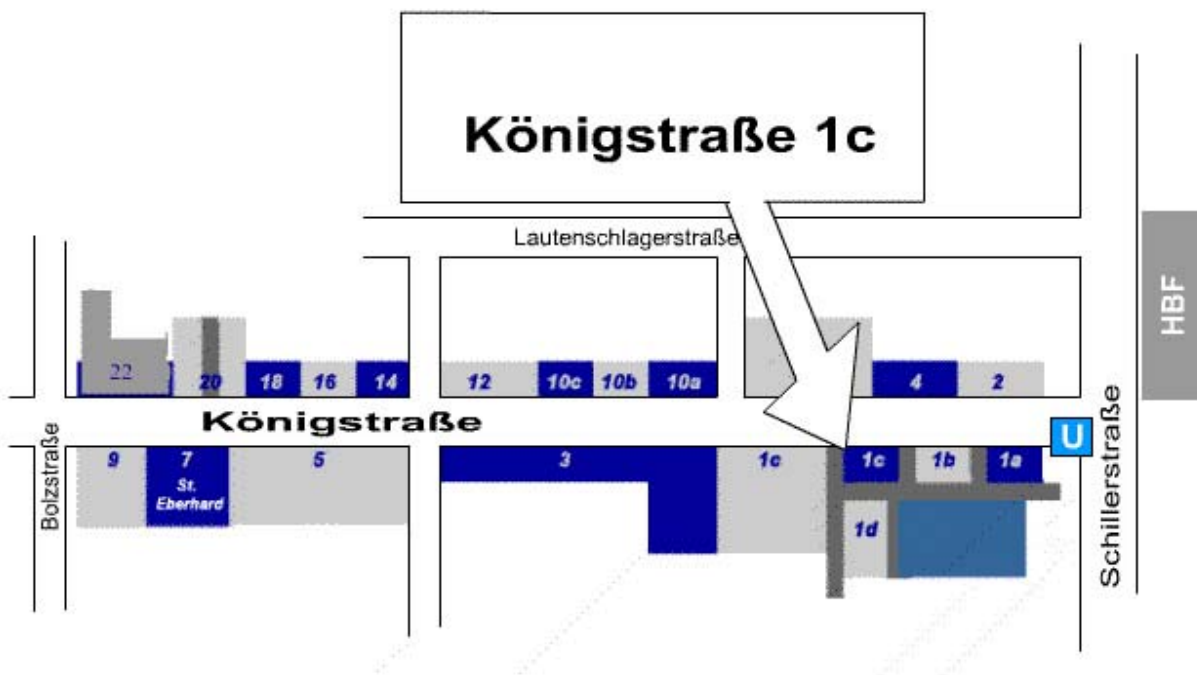 Königstraße 1c
Lautenschlagerstraße
HBF
22
20
18
16
14
12
10c
10b
10a
4
2
Königstraße
U
Schillerstraße
Bolzstraße
9
7
St.
Eberhard
5
3
1e
1c
1b
1a
1d